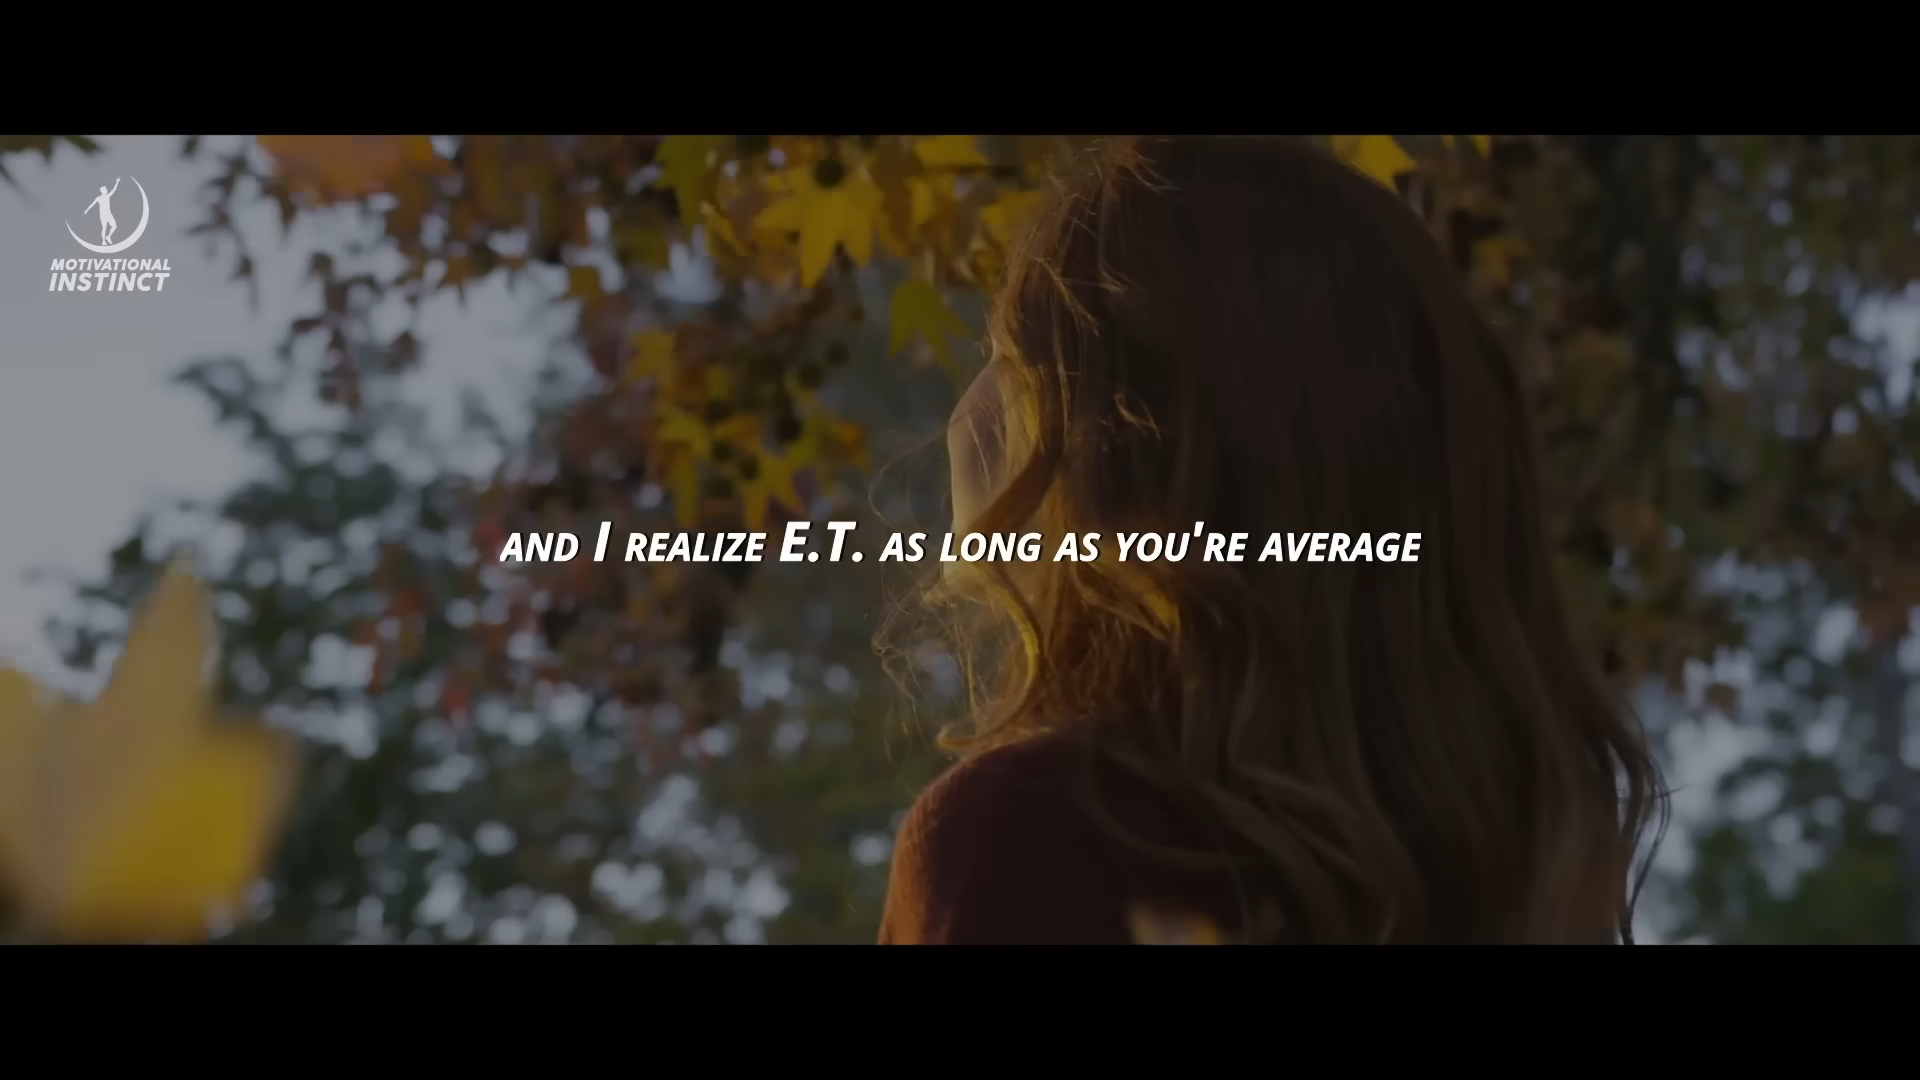 MOTIVATIONAL
INSTINCT
AND I REALIZE E.T. AS LONG AS YOU'RE AVERAGE